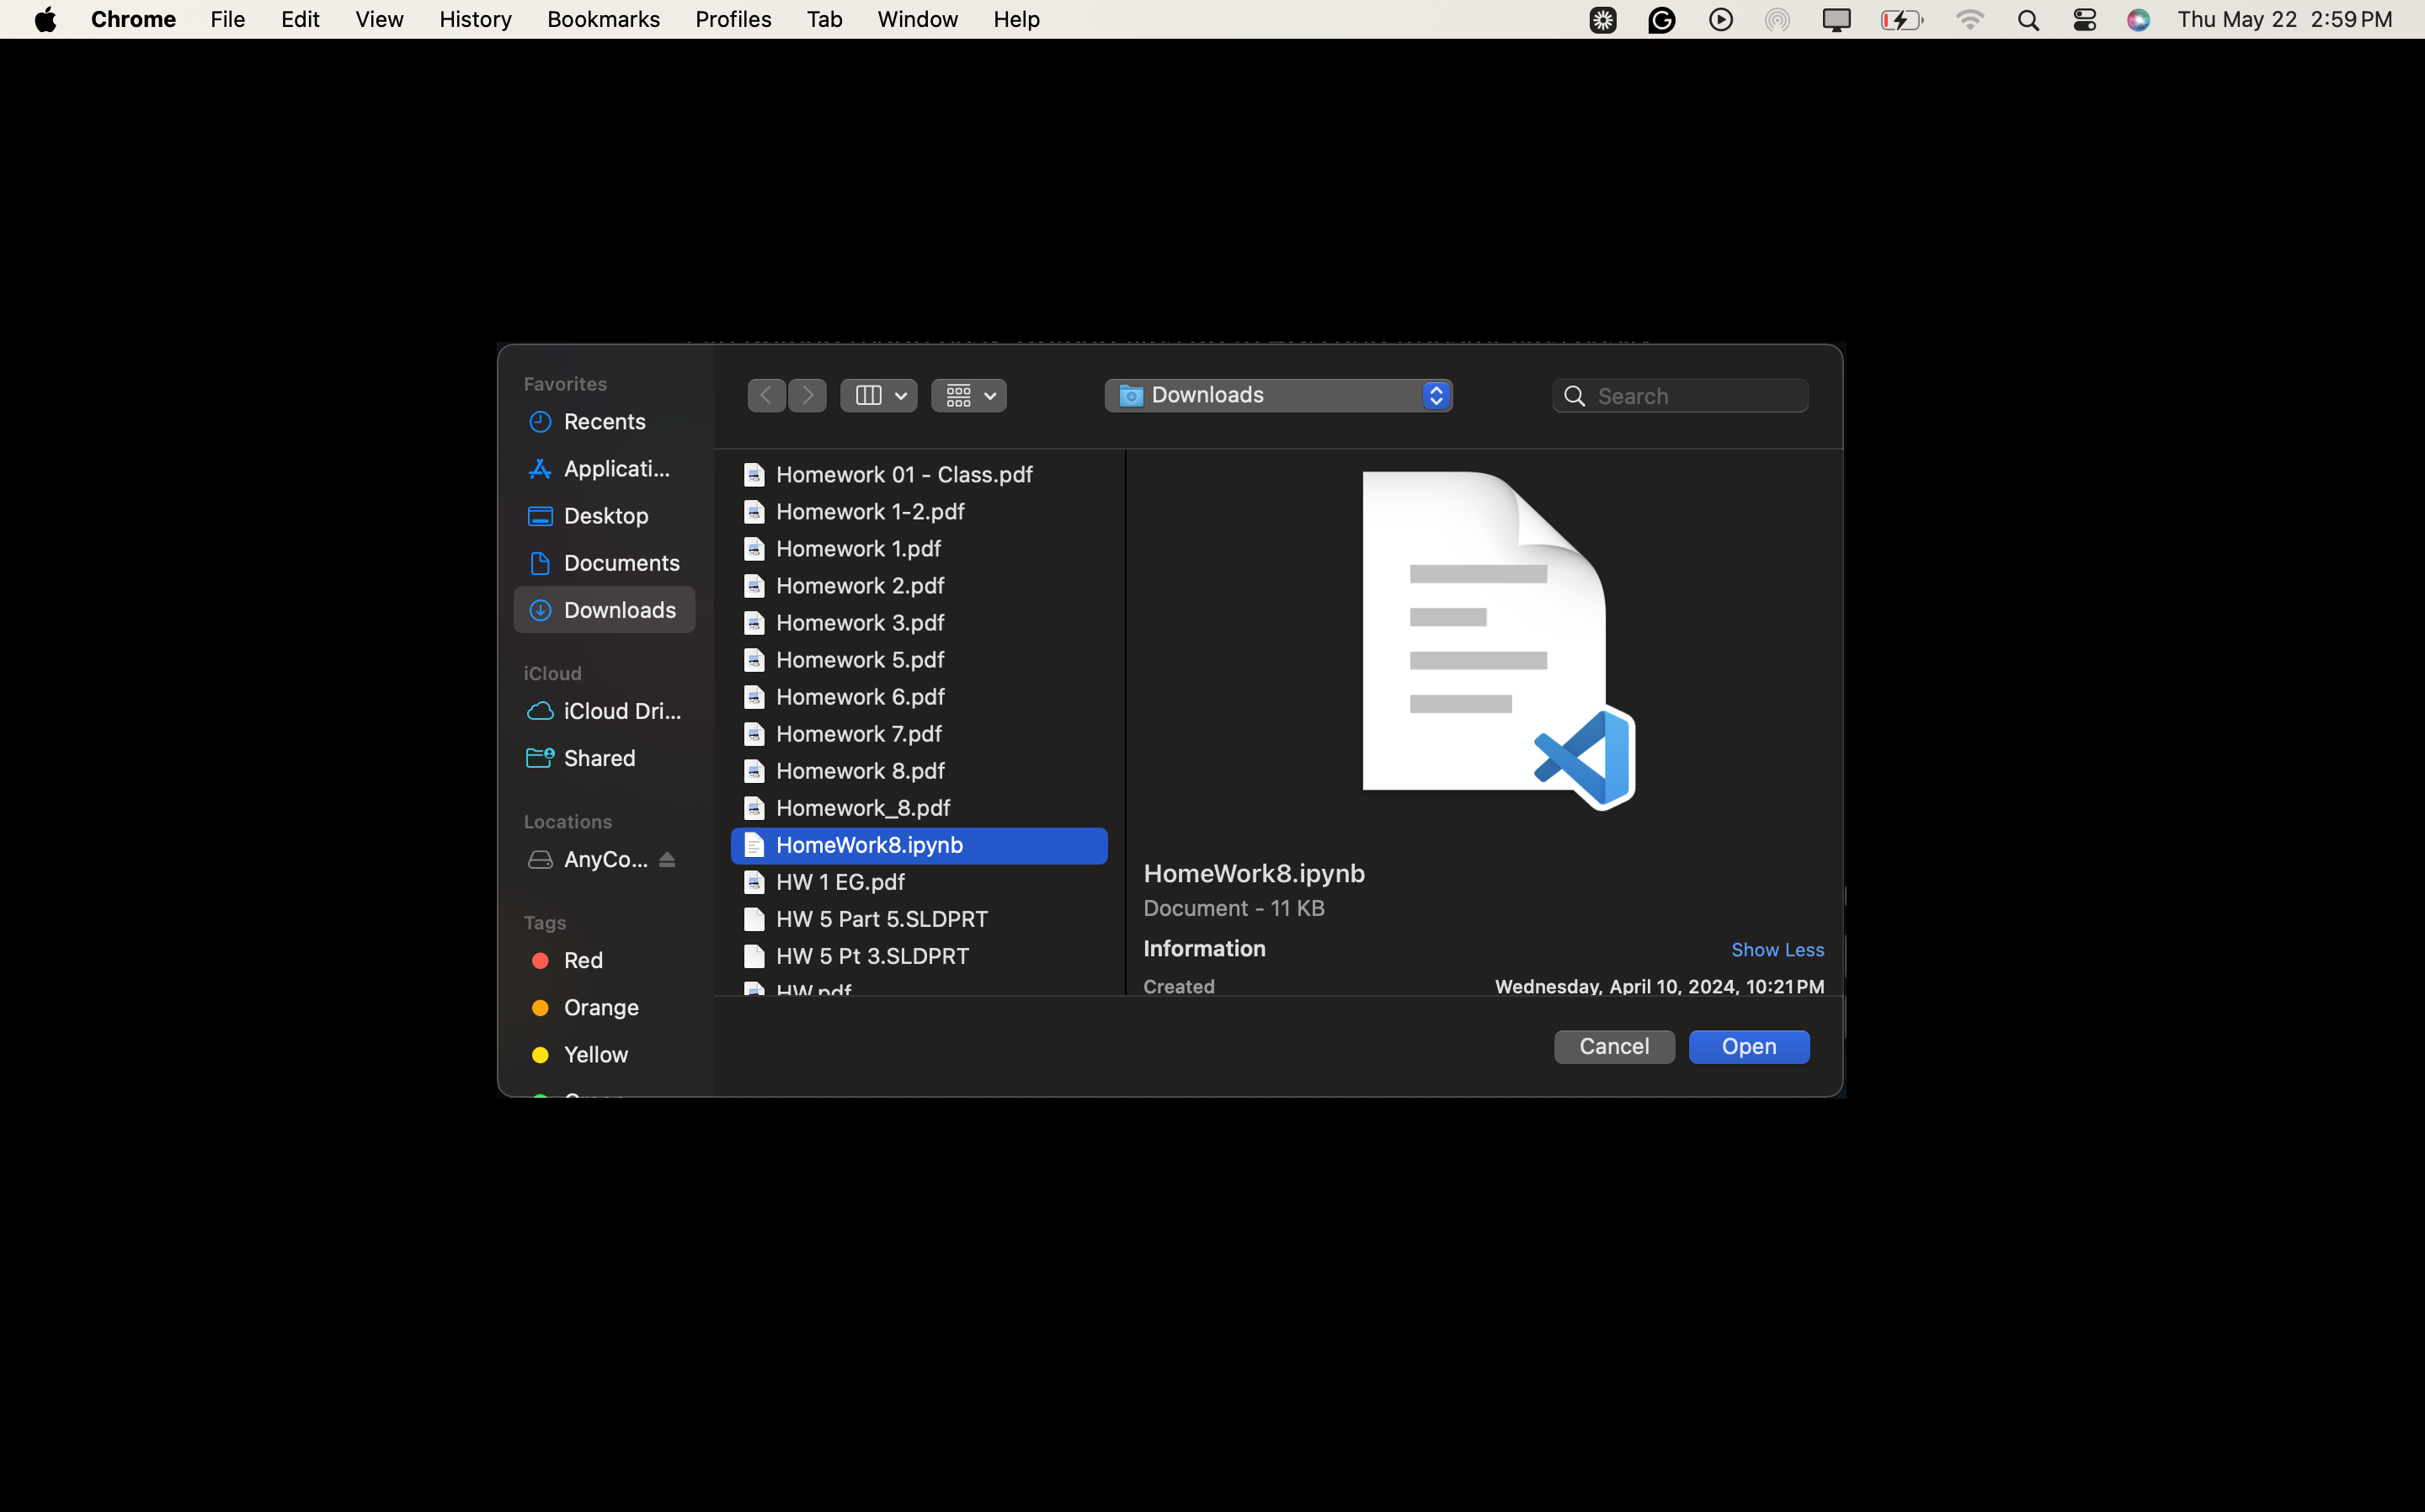 Chrome File Edit View History Bookmarks Profiles Tab Window Help Thu May 22 2:59 PM
Favorites
Recents
Applicati...
Desktop
Documents
Downloads
iCloud
iCloud Dri...
Shared
Locations
AnyCo...
Tags
Red
Orange
Yellow
Downloads
Search
Homework 01 - Class.pdf
Homework 1-2.pdf
Homework 1.pdf
Homework 2.pdf
Homework 3.pdf
Homework 5.pdf
Homework 6.pdf
Homework 7.pdf
Homework 8.pdf
Homework_8.pdf
HomeWork8.ipynb
HW 1 EG.pdf
HW 5 Part 5.SLDPRT
HW 5 Pt 3.SLDPRT
HW.pdf
HomeWork8.ipynb
Document - 11 KB
Information Show Less
Created Wednesday, April 10, 2024, 10:21 PM
Cancel Open